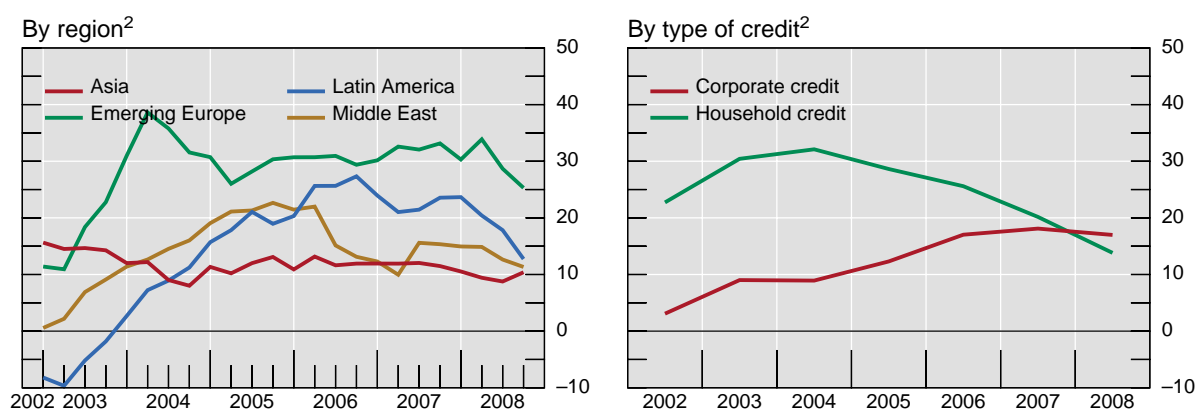 By region2
Asia
Emerging Europe
Latin America
Middle East
50
40
30
20
10
0
–10
2002 2003 2004 2005 2006 2007 2008
By type of credit2
Corporate credit
Household credit
50
40
30
20
10
0
–10
2002 2003 2004 2005 2006 2007 2008